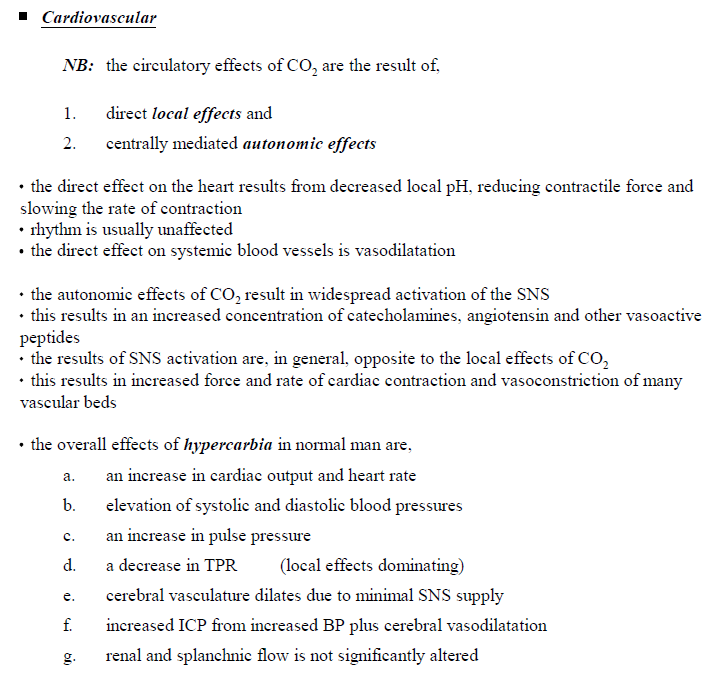 ▪ Cardiovascular
NB: the circulatory effects of CO₂ are the result of,
1. direct local effects and
2. centrally mediated autonomic effects
• the direct effect on the heart results from decreased local pH, reducing contractile force and
slowing the rate of contraction
• rhythm is usually unaffected
• the direct effect on systemic blood vessels is vasodilatation
• the autonomic effects of CO₂ result in widespread activation of the SNS
• this results in an increased concentration of catecholamines, angiotensin and other vasoactive
peptides
• the results of SNS activation are, in general, opposite to the local effects of CO₂
• this results in increased force and rate of cardiac contraction and vasoconstriction of many
vascular beds
• the overall effects of hypercarbia in normal man are,
a. an increase in cardiac output and heart rate
b. elevation of systolic and diastolic blood pressures
c. an increase in pulse pressure
d. a decrease in TPR (local effects dominating)
e. cerebral vasculature dilates due to minimal SNS supply
f. increased ICP from increased BP plus cerebral vasodilatation
g. renal and splanchnic flow is not significantly altered